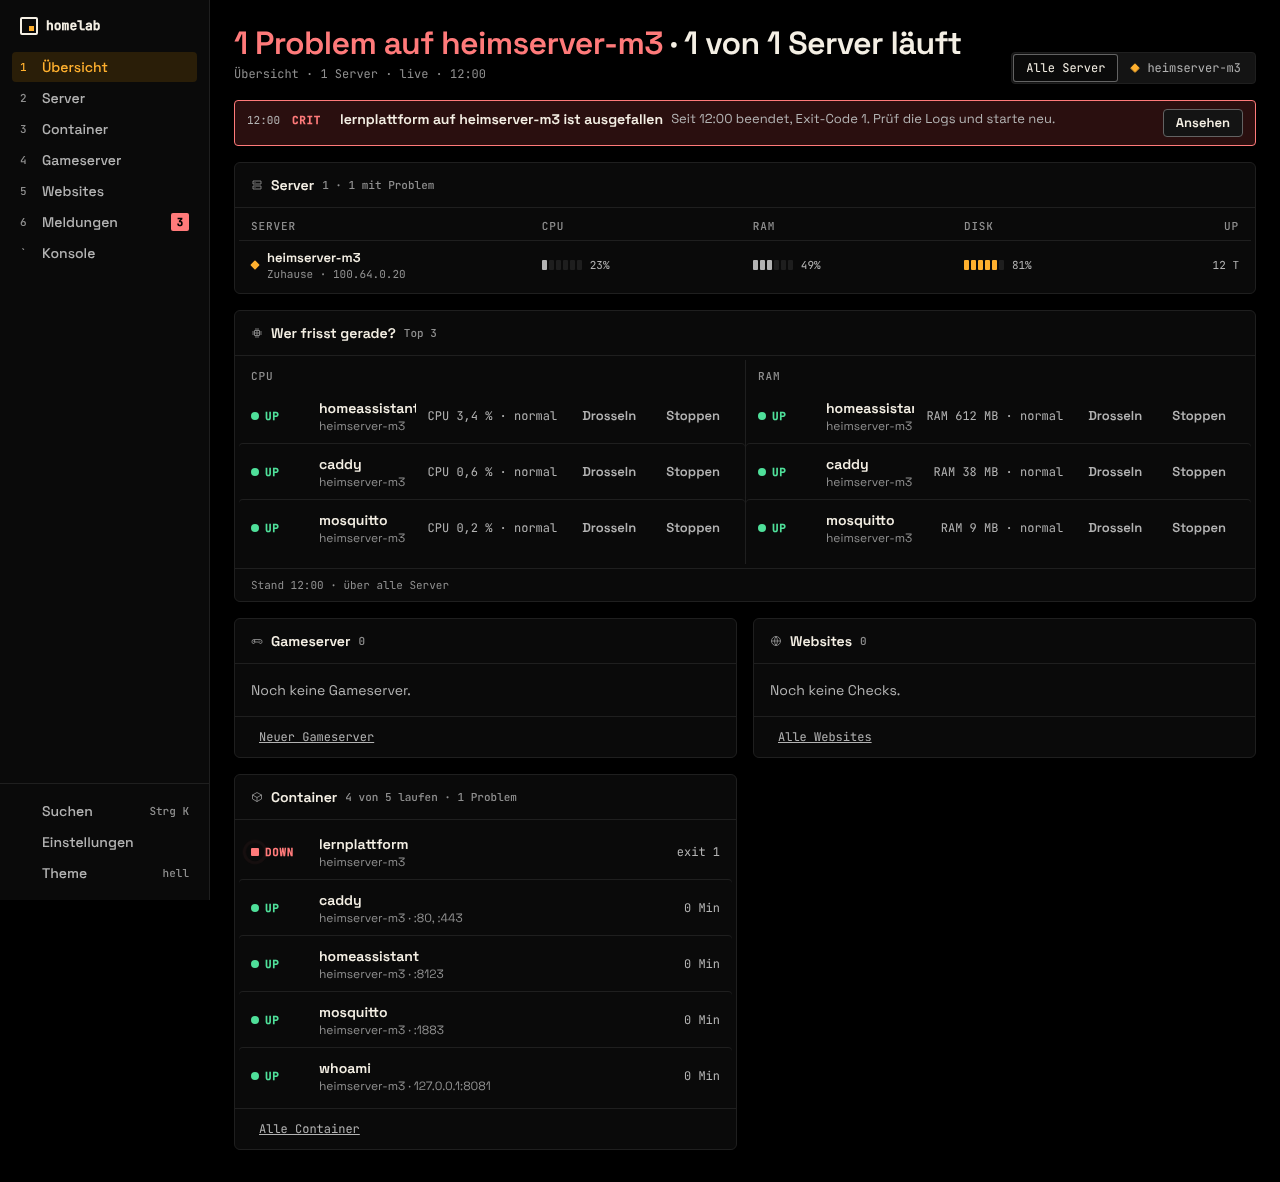 homelab
1 Übersicht
2 Server
3 Container
4 Gameserver
5 Websites
6 Meldungen 3
` Konsole
Suchen Strg K
Einstellungen
Theme hell
1 Problem auf heimserver-m3 · 1 von 1 Server läuft
Übersicht · 1 Server · live · 12:00
Alle Server heimserver-m3
12:00 CRIT lernplattform auf heimserver-m3 ist ausgefallen Seit 12:00 beendet, Exit-Code 1. Prüf die Logs und starte neu. Ansehen
Server 1 · 1 mit Problem
SERVER CPU RAM DISK UP
heimserver-m3 23% 49% 81% 12 T
Zuhause · 100.64.0.20
Wer frisst gerade? Top 3
CPU
UP homeassistant CPU 3,4 % · normal Drosseln Stoppen
heimserver-m3
UP caddy CPU 0,6 % · normal Drosseln Stoppen
heimserver-m3
UP mosquitto CPU 0,2 % · normal Drosseln Stoppen
heimserver-m3
RAM
UP homeassistan RAM 612 MB · normal Drosseln Stoppen
heimserver-m3
UP caddy RAM 38 MB · normal Drosseln Stoppen
heimserver-m3
UP mosquitto RAM 9 MB · normal Drosseln Stoppen
heimserver-m3
Stand 12:00 · über alle Server
Gameserver 0
Noch keine Gameserver.
Neuer Gameserver
Websites 0
Noch keine Checks.
Alle Websites
Container 4 von 5 laufen · 1 Problem
DOWN lernplattform exit 1
heimserver-m3
UP caddy 0 Min
heimserver-m3 · :80, :443
UP homeassistant 0 Min
heimserver-m3 · :8123
UP mosquitto 0 Min
heimserver-m3 · :1883
UP whoami 0 Min
heimserver-m3 · 127.0.0.1:8081
Alle Container